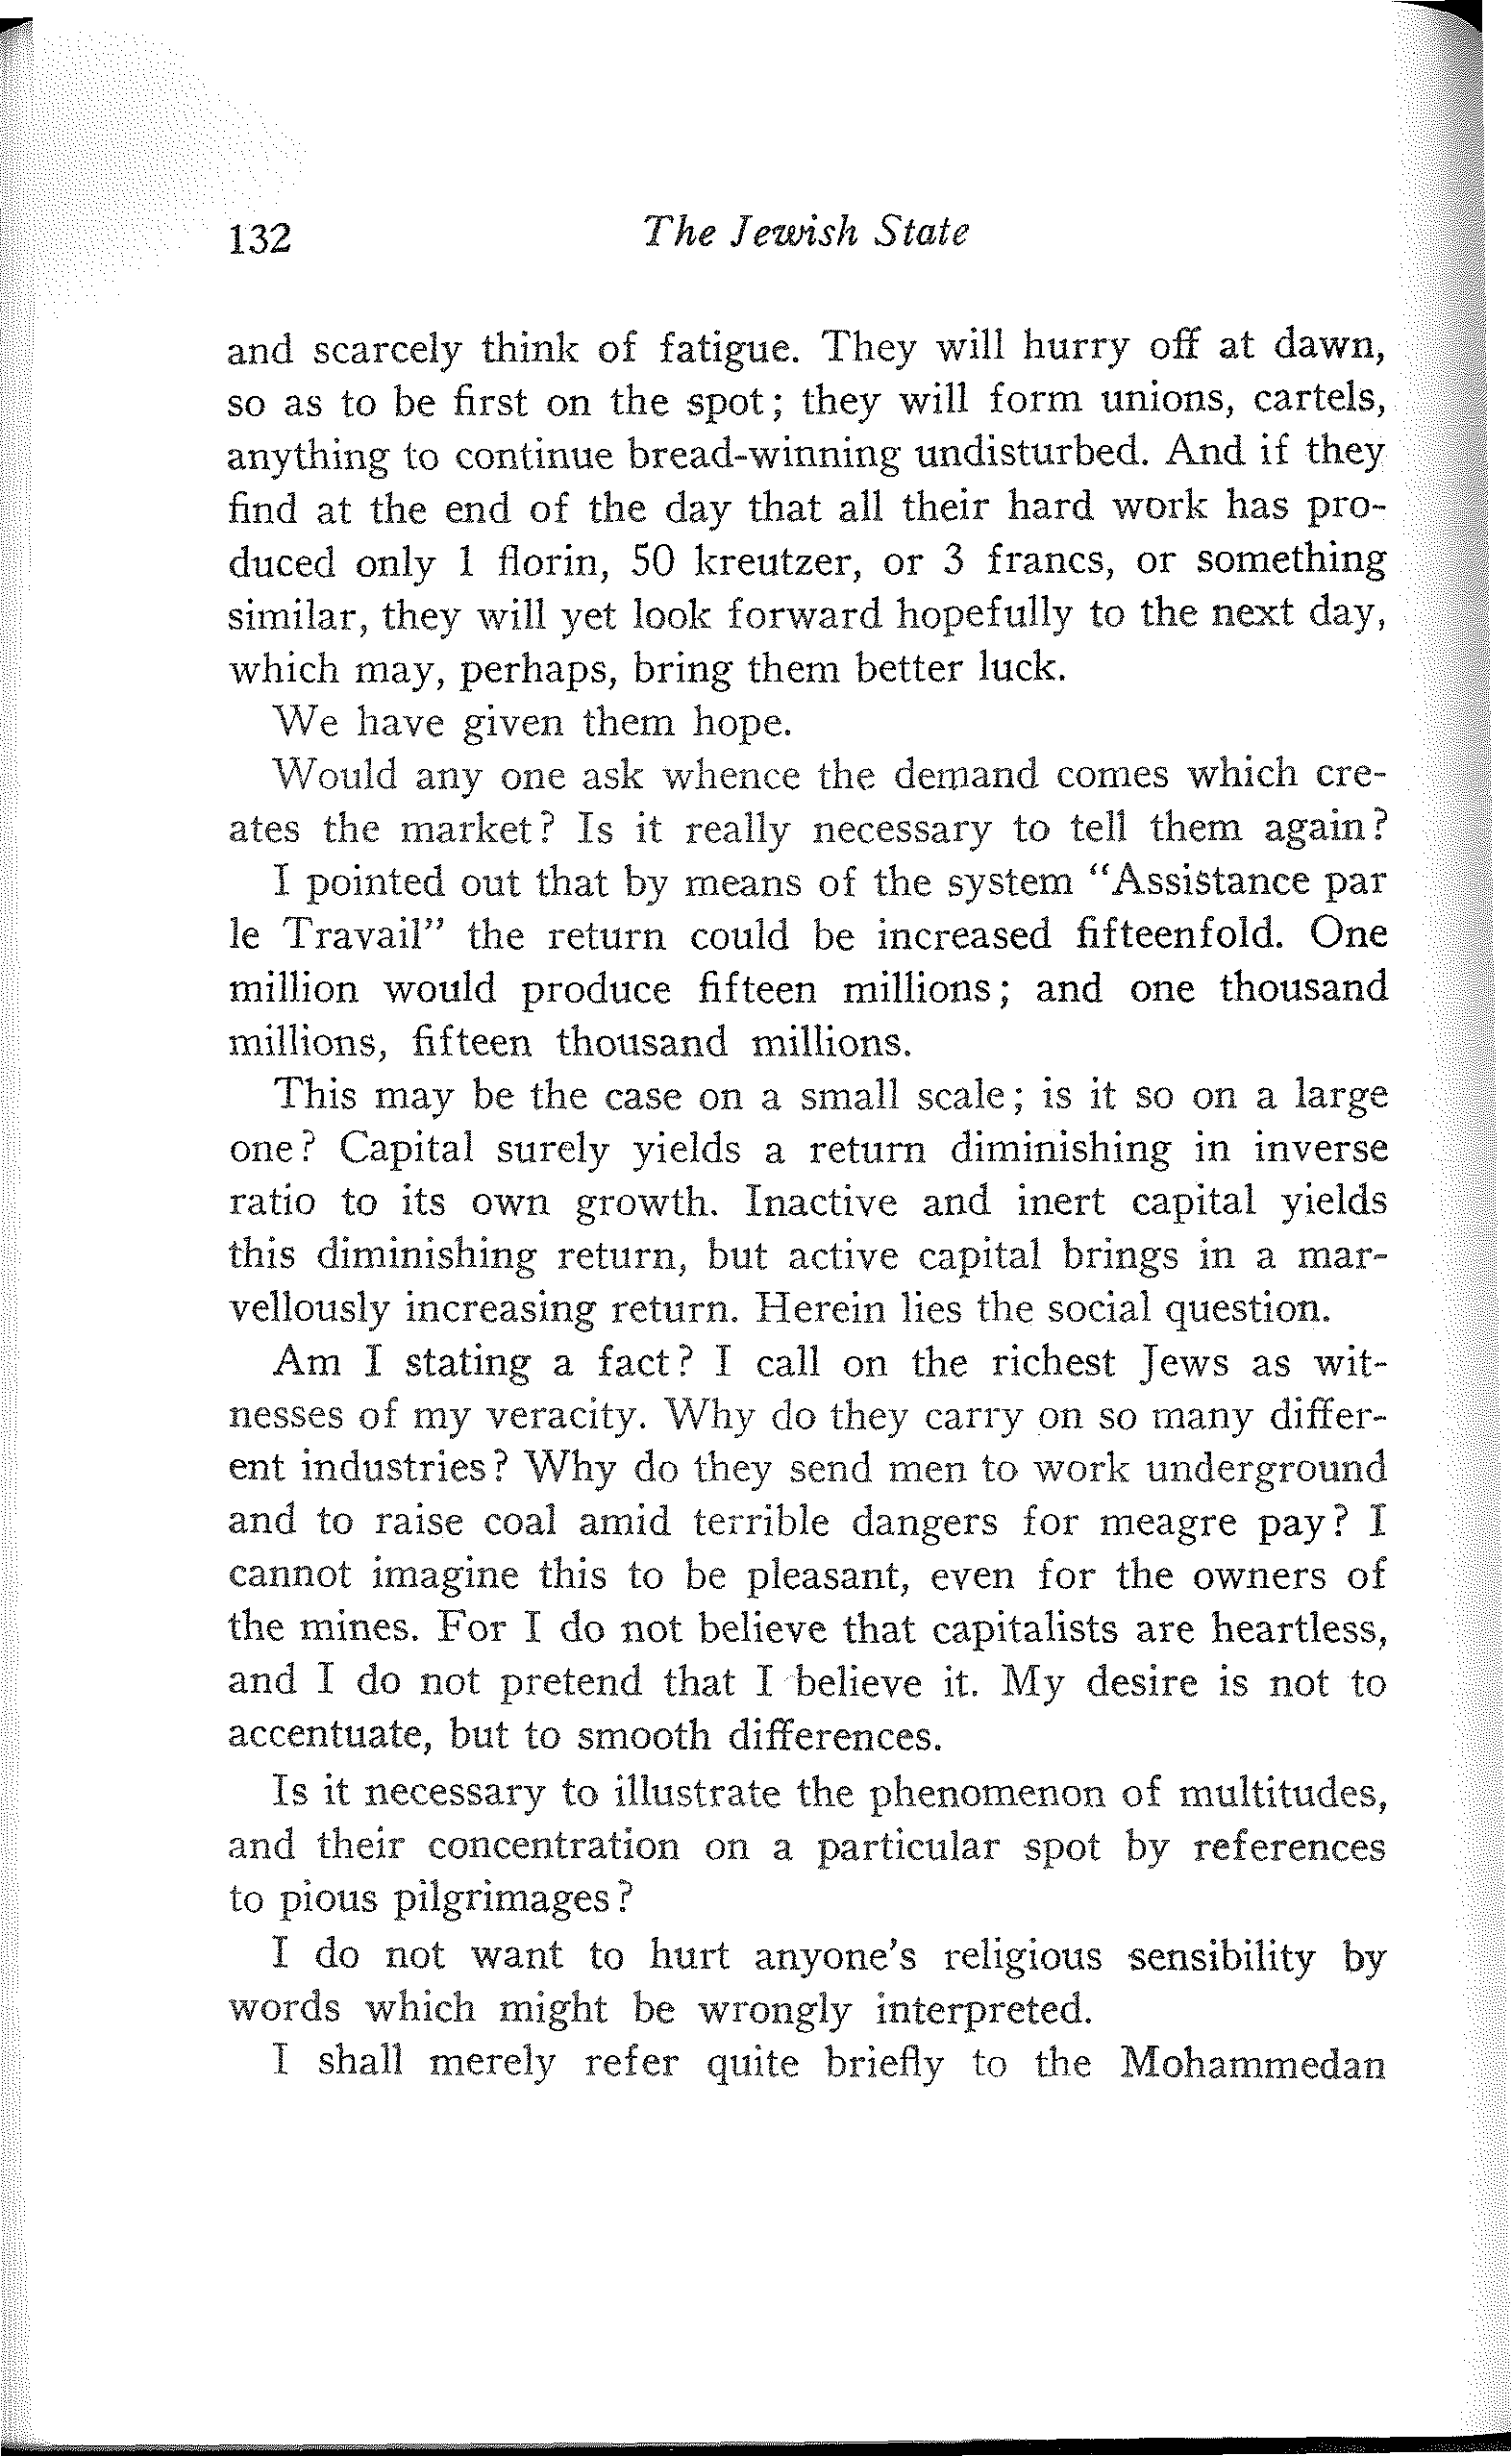 132
The Jewish State
and scarcely think of fatigue. They will hurry off at dawn,
so as to be first on the spot; they will form unions, cartels,
anything to continue bread-winning undisturbed. And if they
find at the end of the day that all their hard work has pro-
duced only 1 florin, 50 kreutzer, or 3 francs, or something
similar, they will yet look forward hopefully to the next day,
which may, perhaps, bring them better luck.
We have given them hope.
Would any one ask whence the demand comes which cre-
ates the market? Is it really necessary to tell them again?
I pointed out that by means of the system "Assistance par
le Travail" the return could be increased fifteenfold. One
million would produce fifteen millions; and one thousand
millions, fifteen thousand millions.
This may be the case on a small scale; is it so on a large
one? Capital surely yields a return diminishing in inverse
ratio to its own growth. Inactive and inert capital yields
this diminishing return, but active capital brings in a mar-
vellously increasing return. Herein lies the social question.
Am I stating a fact? I call on the richest Jews as wit-
nesses of my veracity. Why do they carry on so many differ-
ent industries? Why do they send men to work underground
and to raise coal amid terrible dangers for meagre pay? I
cannot imagine this to be pleasant, even for the owners of
the mines. For I do not believe that capitalists are heartless,
and I do not pretend that I believe it. My desire is not to
accentuate, but to smooth differences.
Is it necessary to illustrate the phenomenon of multitudes,
and their concentration on a particular spot by references
to pious pilgrimages?
I do not want to hurt anyone's religious sensibility by
words which might be wrongly interpreted.
I shall merely refer quite briefly to the Mohammedan